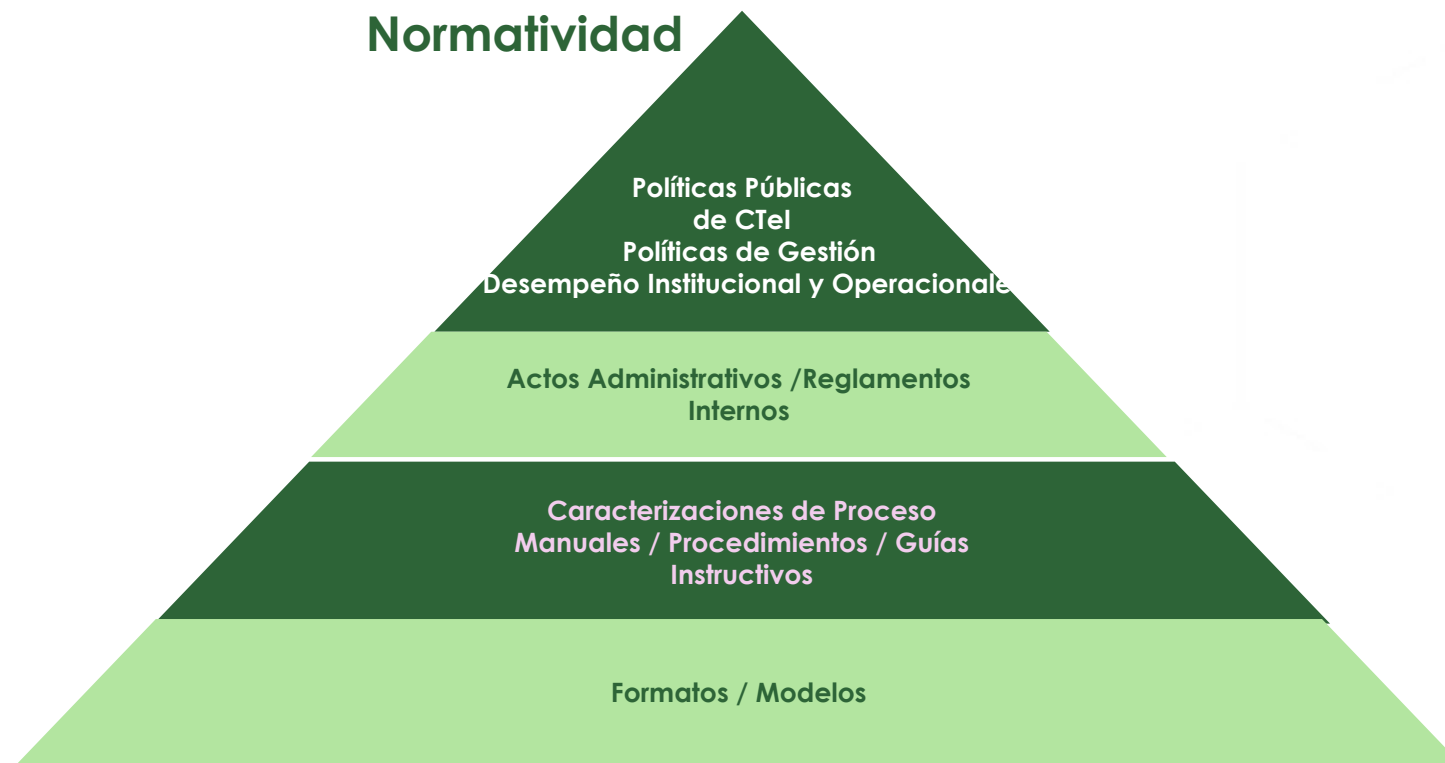 Normatividad
Políticas Públicas
de CTeI
Políticas de Gestión
Desempeño Institucional y Operacionale
Actos Administrativos /Reglamentos
Internos
Caracterizaciones de Proceso
Manuales / Procedimientos / Guías
Instructivos
Formatos / Modelos